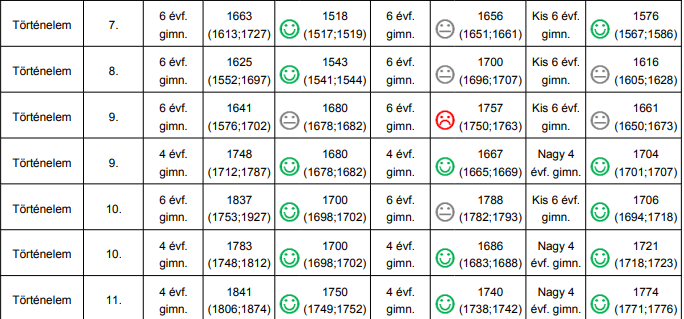 Történelem 7. 6 évf. gimn. 1663 (1613;1727) 1518 (1517;1519) 6 évf. gimn. 1656 (1651;1661) Kis 6 évf. gimn. 1576 (1567;1586)
Történelem 8. 6 évf. gimn. 1625 (1552;1697) 1543 (1541;1544) 6 évf. gimn. 1700 (1696;1707) Kis 6 évf. gimn. 1616 (1605;1628)
Történelem 9. 6 évf. gimn. 1641 (1576;1702) 1680 (1678;1682) 6 évf. gimn. 1757 (1750;1763) Kis 6 évf. gimn. 1661 (1650;1673)
Történelem 9. 4 évf. gimn. 1748 (1712;1787) 1680 (1678;1682) 4 évf. gimn. 1667 (1665;1669) Nagy 4 évf. gimn. 1704 (1701;1707)
Történelem 10. 6 évf. gimn. 1837 (1753;1927) 1700 (1698;1702) 6 évf. gimn. 1788 (1782;1793) Kis 6 évf. gimn. 1706 (1694;1718)
Történelem 10. 4 évf. gimn. 1783 (1748;1812) 1700 (1698;1702) 4 évf. gimn. 1686 (1683;1688) Nagy 4 évf. gimn. 1721 (1718;1723)
Történelem 11. 4 évf. gimn. 1841 (1806;1874) 1750 (1749;1752) 4 évf. gimn. 1740 (1738;1742) Nagy 4 évf. gimn. 1774 (1771;1776)